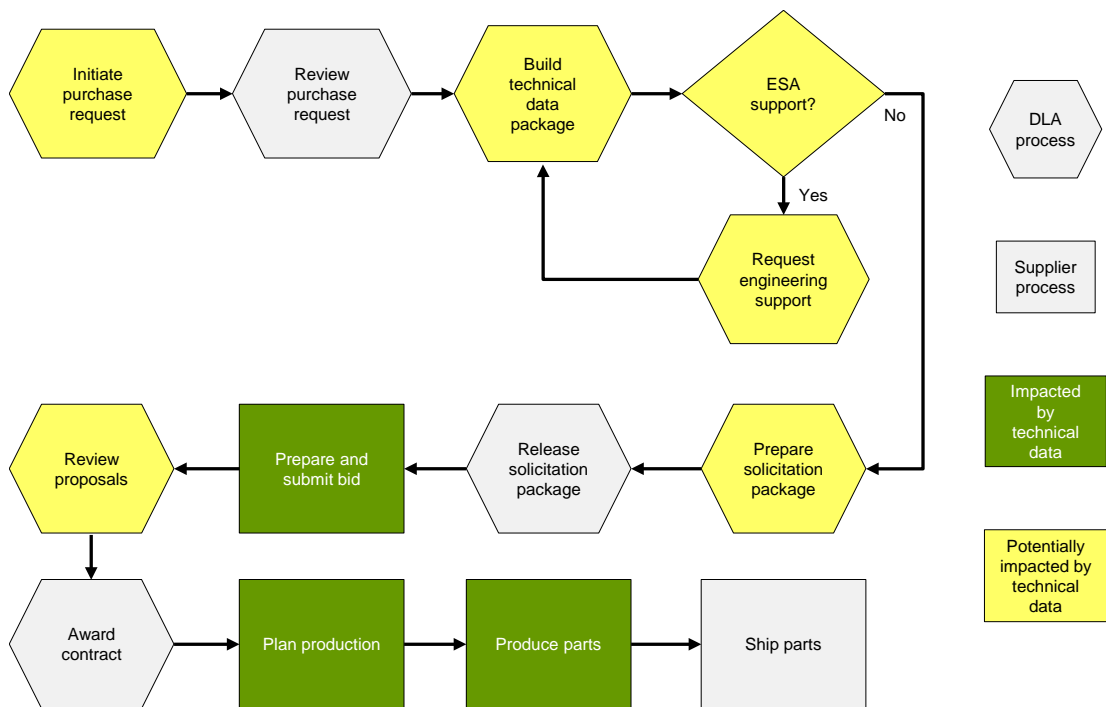 Initiate
purchase
request
Review
purchase
request
Build
technical
data
package
ESA
support?
No
Yes
Request
engineering
support
DLA
process
Supplier
process
Impacted
by
technical
data
Potentially
impacted by
technical
data
Review
proposals
Prepare and
submit bid
Release
solicitation
package
Prepare
solicitation
package
Award
contract
Plan production
Produce parts
Ship parts